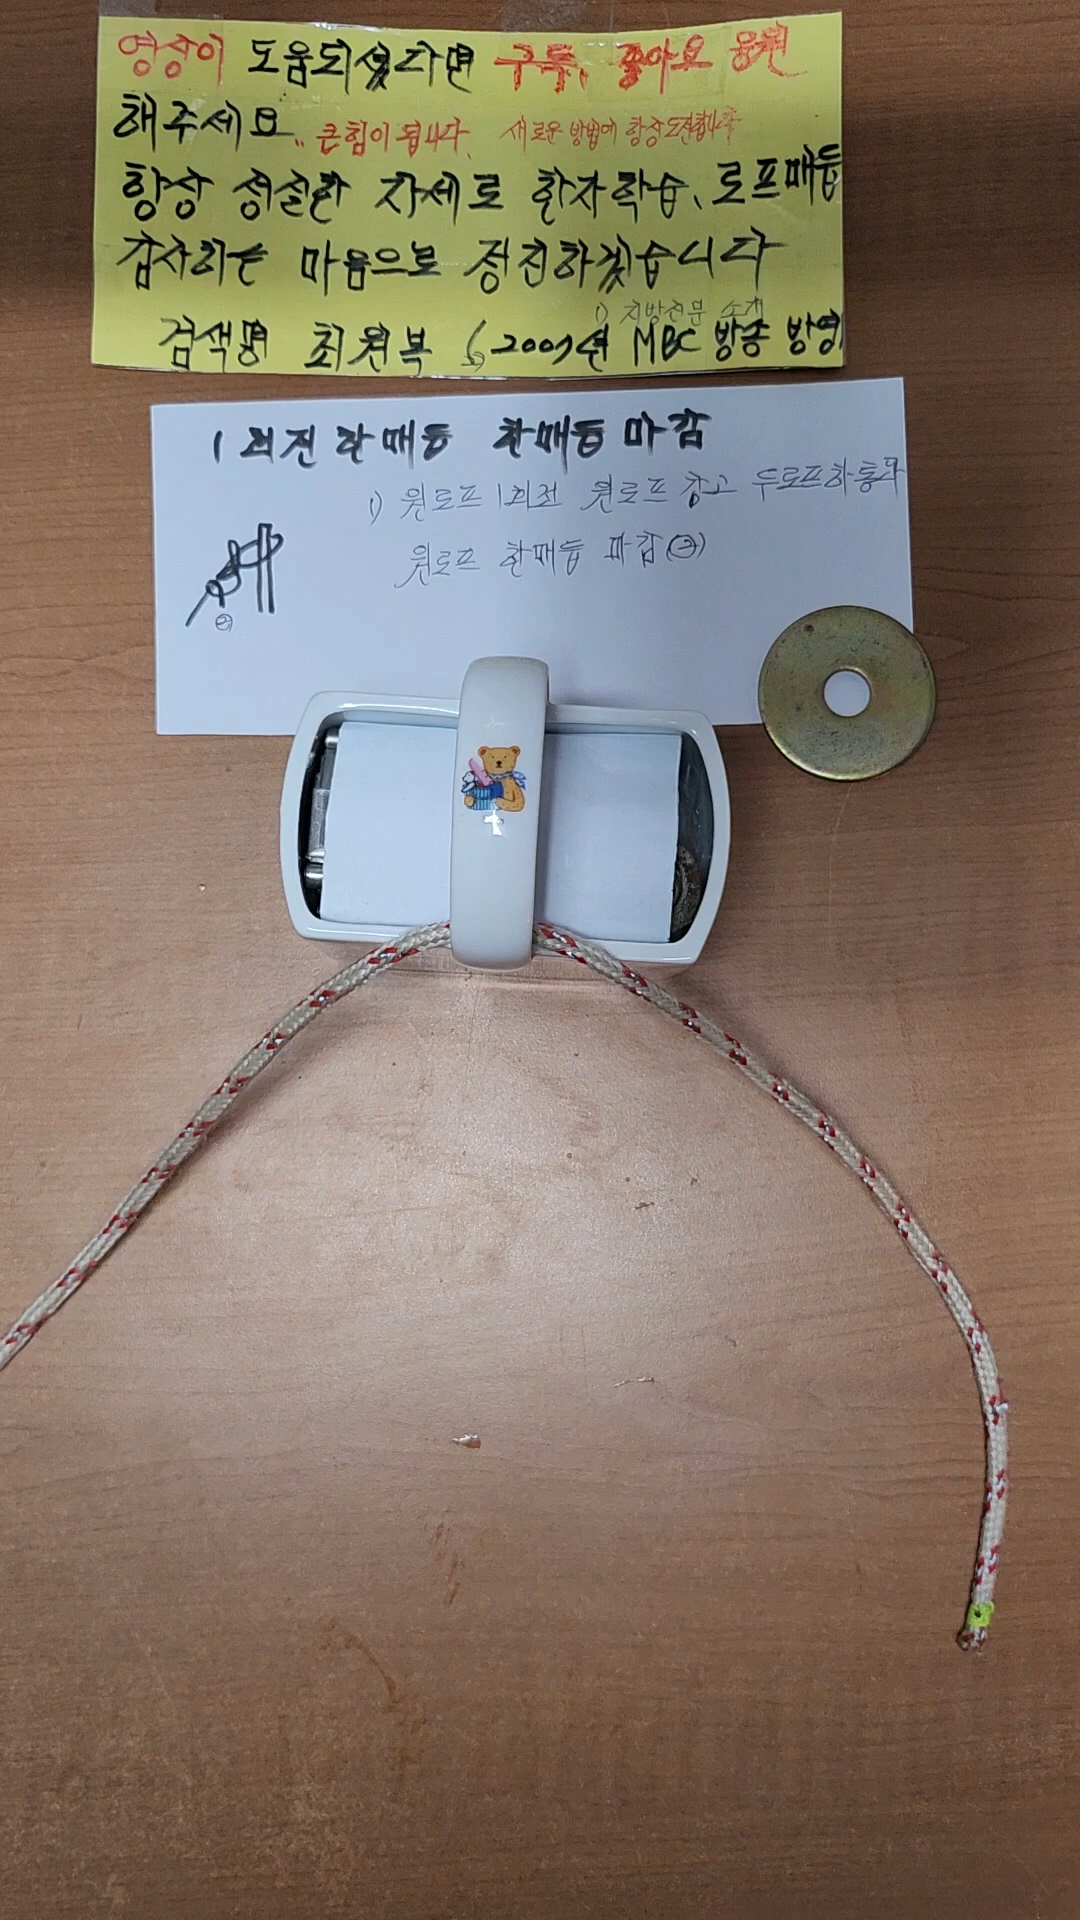 영상이 도움되셨다면 구독, 좋아요 응원
해주세요.. 큰힘이 됩니다. 새로운 방법에 항상 도전합니다
항상 성실한 자세로 한자학습, 로프매듭
감사하는 마음으로 정진하겠습니다
1) 지방신문 소개
검색명 최원복 6 2007년 MBC 방송 방영
1 회전 한매듭 한매듭 마감
1) 원로프 1회전 원로프 잡고 두로프하통과
원로프 한매듭 마감(2)
2